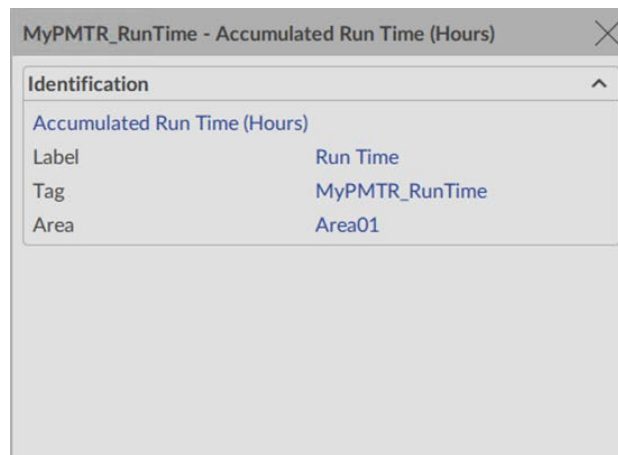 MyPMTR_RunTime - Accumulated Run Time (Hours)
Identification
Accumulated Run Time (Hours)
Label Run Time
Tag MyPMTR_RunTime
Area Area01